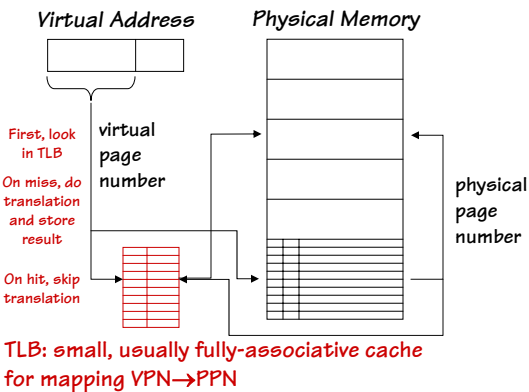 Virtual Address
Physical Memory
First, look
in TLB
On miss, do
translation
and store
result
On hit, skip
translation
virtual
page
number
physical
page
number
TLB: small, usually fully-associative cache
for mapping VPN→PPN